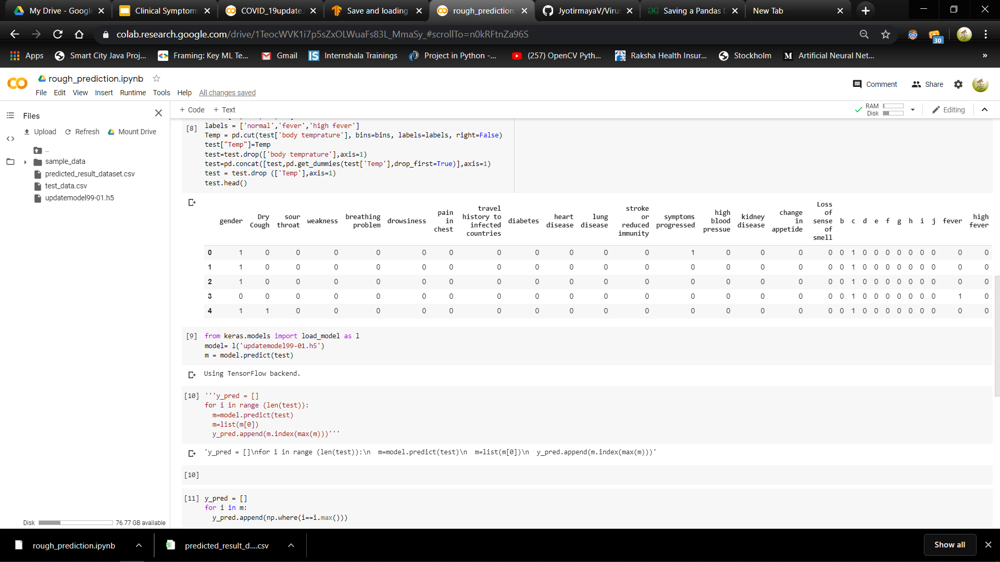 My Drive - Google
Clinical Symptom
COVID_19update.
Save and loading
rough_prediction.
JyotirmayaV/Virus
Saving a Pandas D
New Tab
colab.research.google.com/drive/1TeocWVK1i7p5sZxOLWuaFs83L_MmaSy_#scrollTo=n0kRFtnZa96S
30
Apps
Smart City Java Proj...
Framing: Key ML Te...
Gmail
Internshala Trainings
Project in Python -...
(257) OpenCV Pyth...
Raksha Health Insur...
Stockholm
Artificial Neural Net...
»
rough_prediction.ipynb
Comment
Share
File Edit View Insert Runtime Tools Help All changes saved
Files
+ Code + Text
RAM
Disk
Editing
Upload Refresh Mount Drive
..
sample_data
predicted_result_dataset.csv
test_data.csv
updatemodel99-01.h5
Disk 76.77 GB available
[8]
labels = ['normal','fever','high fever']
Temp = pd.cut(test['body temprature'], bins=bins, labels=labels, right=False)
test["Temp"]=Temp
test=test.drop(['body temprature'],axis=1)
test=pd.concat([test,pd.get_dummies(test['Temp'],drop_first=True)],axis=1)
test = test.drop (['Temp'],axis=1)
test.head()
gender Dry Cough sour throat weakness breathing problem drowsiness pain in chest travel history to infected countries diabetes heart disease lung disease stroke or reduced immunity symptoms progressed high blood pressue kidney disease change in appetide Loss of sense of smell b c d e f g h i j fever high fever
0 1 0 0 0 0 0 0 0 0 0 0 0 1 0 0 0 0 0 1 0 0 0 0 0 0 0 0 0
1 1 0 0 0 0 0 0 0 0 0 0 0 0 0 0 0 0 0 1 0 0 0 0 0 0 0 0 0
2 1 0 0 0 0 0 0 0 0 0 0 0 0 0 0 0 0 0 1 0 0 0 0 0 0 0 0 0
3 0 0 0 0 0 0 0 0 0 0 0 0 0 0 0 0 0 0 1 0 0 0 0 0 0 0 1 0
4 1 1 0 0 0 0 0 0 0 0 0 0 0 0 0 0 0 0 1 0 0 0 0 0 0 0 0 0
[9] from keras.models import load_model as l
model= l('updatemodel99-01.h5')
m = model.predict(test)
Using TensorFlow backend.
[10] '''y_pred = []
for i in range (len(test)):
m=model.predict(test)
m=list(m[0])
y_pred.append(m.index(max(m)))'''
'y_pred = []\nfor i in range (len(test)):\n  m=model.predict(test)\n  m=list(m[0])\n  y_pred.append(m.index(max(m)))'
[10]
[11] y_pred = []
for i in m:
y_pred.append(np.where(i==i.max()))
rough_prediction.ipynb
predicted_result_d....csv
Show all